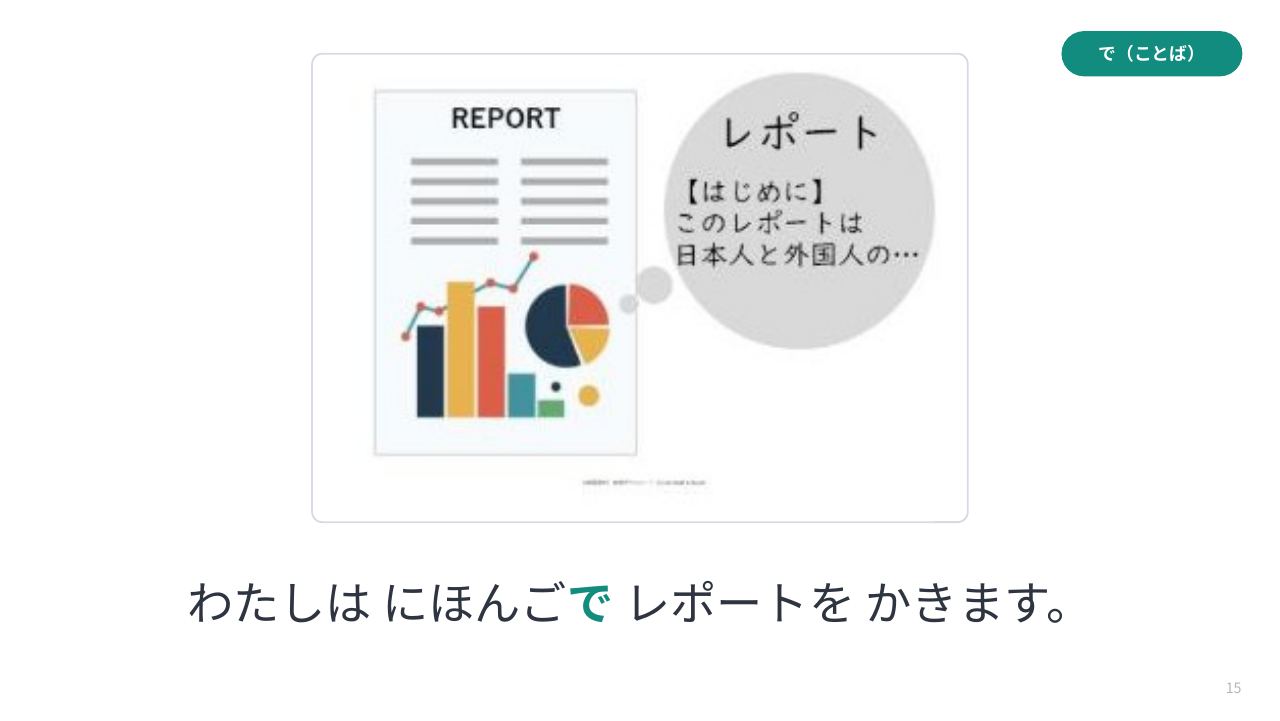 で（ことば）
REPORT
レポート
【はじめに】
このレポートは
日本人と外国人の…
わたしは にほんごで レポートを かきます。
15